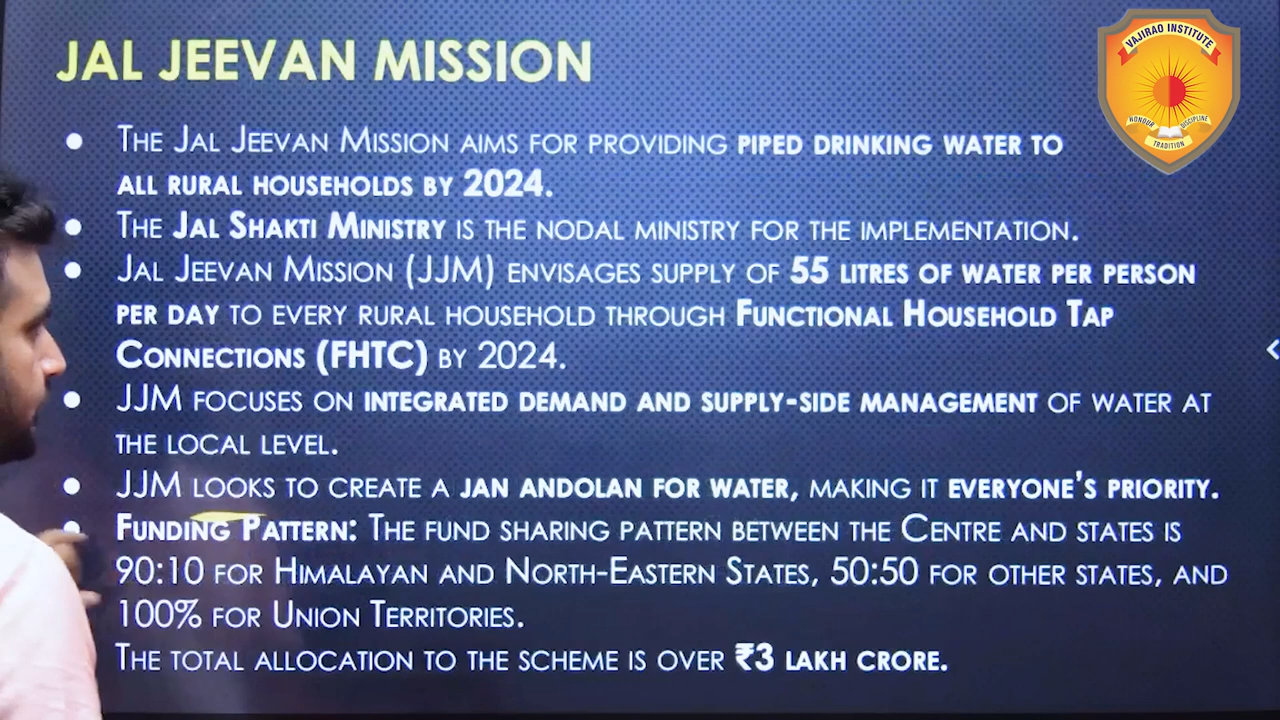 JAL JEEVAN MISSION
VAJIRAO INSTITUTE
HONOUR DISCIPLINE
TRADITION
• THE JAL JEEVAN MISSION AIMS FOR PROVIDING PIPED DRINKING WATER TO
ALL RURAL HOUSEHOLDS BY 2024.
• THE JAL SHAKTI MINISTRY IS THE NODAL MINISTRY FOR THE IMPLEMENTATION.
• JAL JEEVAN MISSION (JJM) ENVISAGES SUPPLY OF 55 LITRES OF WATER PER PERSON
PER DAY TO EVERY RURAL HOUSEHOLD THROUGH FUNCTIONAL HOUSEHOLD TAP
CONNECTIONS (FHTC) BY 2024.
• JJM FOCUSES ON INTEGRATED DEMAND AND SUPPLY-SIDE MANAGEMENT OF WATER AT
THE LOCAL LEVEL.
• JJM LOOKS TO CREATE A JAN ANDOLAN FOR WATER, MAKING IT EVERYONE'S PRIORITY.
• FUNDING PATTERN: THE FUND SHARING PATTERN BETWEEN THE CENTRE AND STATES IS
90:10 FOR HIMALAYAN AND NORTH-EASTERN STATES, 50:50 FOR OTHER STATES, AND
100% FOR UNION TERRITORIES.
THE TOTAL ALLOCATION TO THE SCHEME IS OVER ₹3 LAKH CRORE.